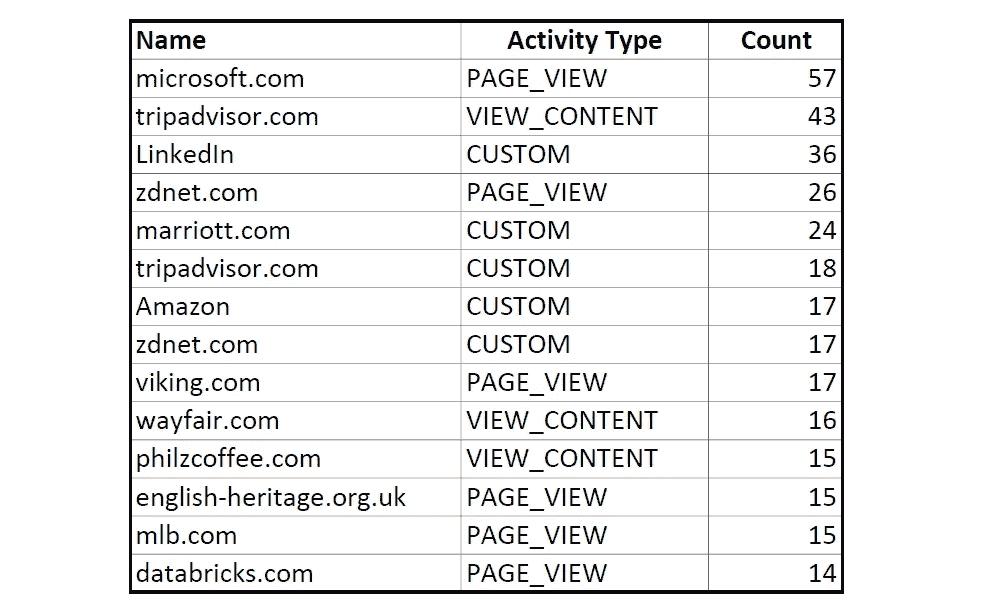 Name Activity Type Count
microsoft.com PAGE_VIEW 57
tripadvisor.com VIEW_CONTENT 43
LinkedIn CUSTOM 36
zdnet.com PAGE_VIEW 26
marriott.com CUSTOM 24
tripadvisor.com CUSTOM 18
Amazon CUSTOM 17
zdnet.com CUSTOM 17
viking.com PAGE_VIEW 17
wayfair.com VIEW_CONTENT 16
philzcoffee.com VIEW_CONTENT 15
english-heritage.org.uk PAGE_VIEW 15
mlb.com PAGE_VIEW 15
databricks.com PAGE_VIEW 14